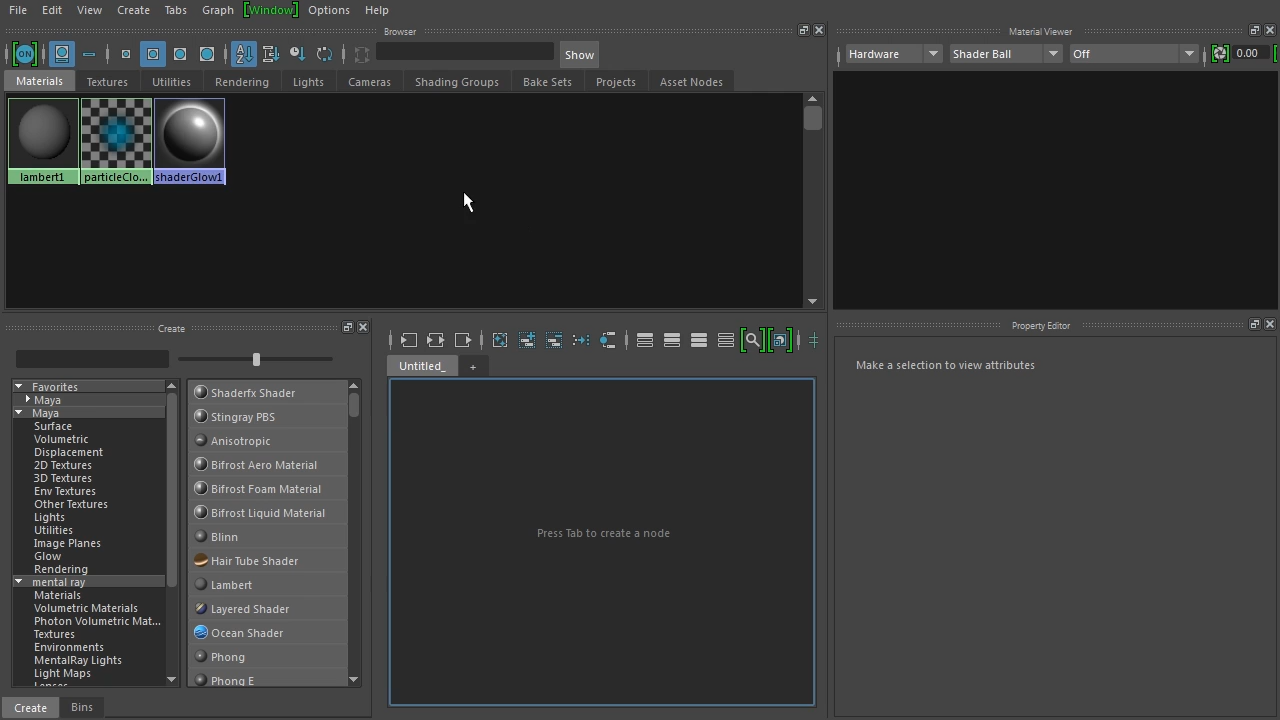 File Edit View Create Tabs Graph [Window] Options Help
Browser
Material Viewer
ON
Show
Hardware
Shader Ball
Off
0.00
Materials Textures Utilities Rendering Lights Cameras Shading Groups Bake Sets Projects Asset Nodes
lambert1
particleClo...
shaderGlow1
Create
Property Editor
Untitled_
+
Make a selection to view attributes
Favorites
Maya
Maya
Surface
Volumetric
Displacement
2D Textures
3D Textures
Env Textures
Other Textures
Lights
Utilities
Image Planes
Glow
Rendering
mental ray
Materials
Volumetric Materials
Photon Volumetric Mat...
Textures
Environments
MentalRay Lights
Light Maps
Lenses
Shaderfx Shader
Stingray PBS
Anisotropic
Bifrost Aero Material
Bifrost Foam Material
Bifrost Liquid Material
Blinn
Hair Tube Shader
Lambert
Layered Shader
Ocean Shader
Phong
Phong E
Press Tab to create a node
Create
Bins